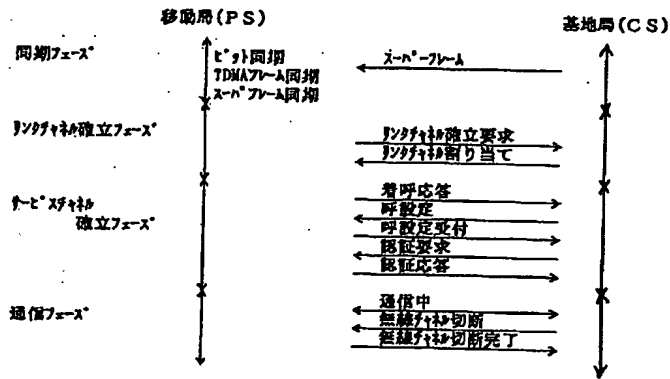 移動局(PS)
基地局(CS)
同期フェーズ
ビット同期
TDMAフレーム同期
スーパフレーム同期
スーパーフレーム
リンクチャネル確立フェーズ
リンクチャネル確立要求
リンクチャネル割り当て
サービスチャネル
確立フェーズ
着呼応答
呼設定
呼設定受付
認証要求
認証応答
通信フェーズ
通信中
無線チャネル切断
無線チャネル切断完了